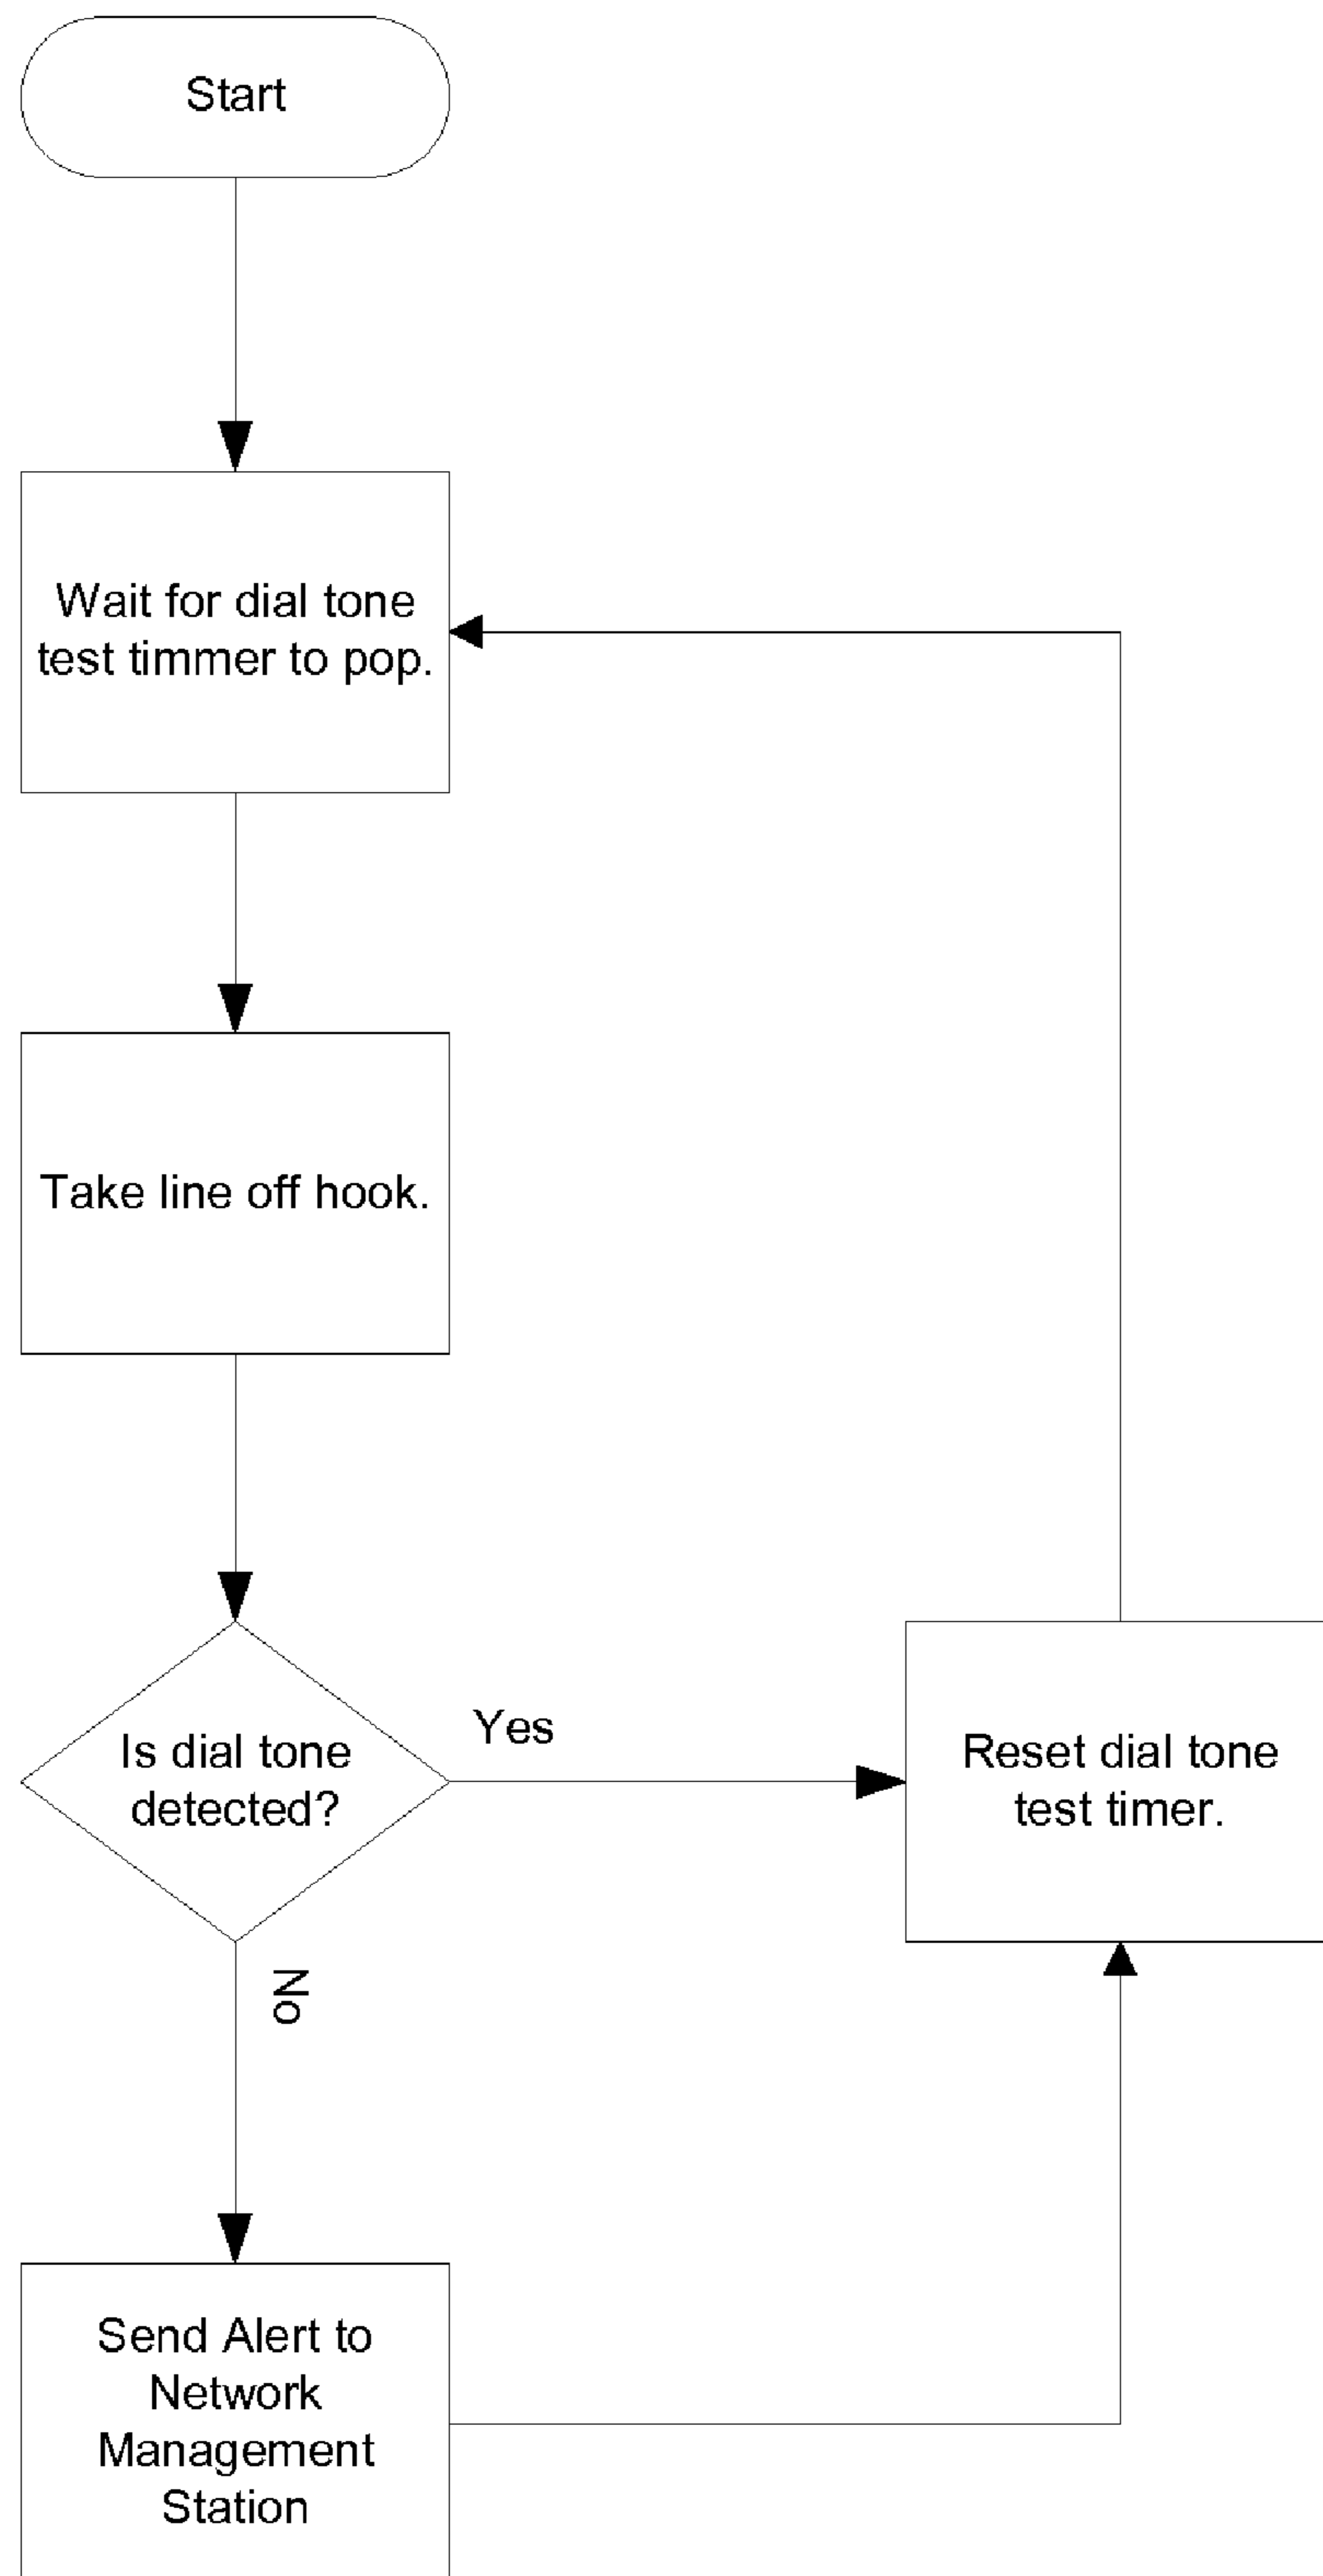 Start
Wait for dial tone
test timmer to pop.
Take line off hook.
Is dial tone
detected?
Yes
Reset dial tone
test timer.
No
Send Alert to
Network
Management
Station